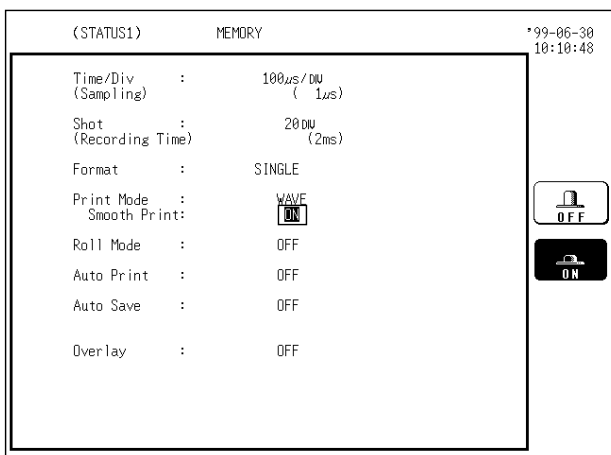 (STATUS1) MEMORY '99-06-30
10:10:48
Time/Div : 100µs/DIV
(Sampling) ( 1µs)
Shot : 20DIV
(Recording Time) (2ms)
Format : SINGLE
Print Mode : WAVE
Smooth Print: ON
OFF
Roll Mode : OFF
Auto Print : OFF
ON
Auto Save : OFF
Overlay : OFF